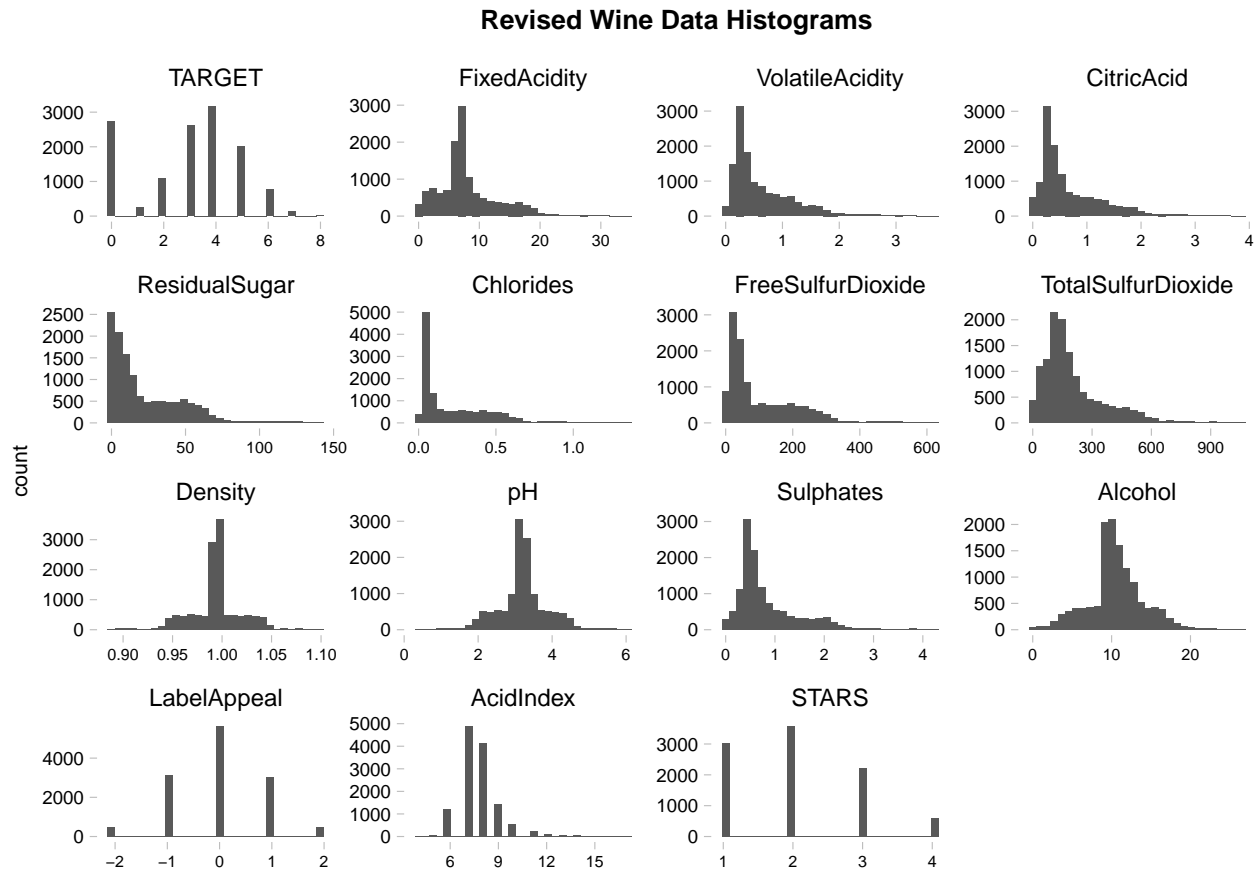 Revised Wine Data Histograms
TARGET
FixedAcidity
VolatileAcidity
CitricAcid
3000
2000
1000
0
0 2 4 6 8
3000
2000
1000
0
0 10 20 30
3000
2000
1000
0
0 1 2 3
3000
2000
1000
0
0 1 2 3 4
ResidualSugar
Chlorides
FreeSulfurDioxide
TotalSulfurDioxide
2500
2000
1500
1000
500
0
0 50 100 150
5000
4000
3000
2000
1000
0
0.0 0.5 1.0
3000
2000
1000
0
0 200 400 600
2000
1500
1000
500
0
0 300 600 900
count
Density
pH
Sulphates
Alcohol
3000
2000
1000
0
0.90 0.95 1.00 1.05 1.10
3000
2000
1000
0
0 2 4 6
3000
2000
1000
0
0 1 2 3 4
2000
1500
1000
500
0
0 10 20
LabelAppeal
AcidIndex
STARS
4000
2000
0
−2 −1 0 1 2
5000
4000
3000
2000
1000
0
6 9 12 15
3000
2000
1000
0
1 2 3 4